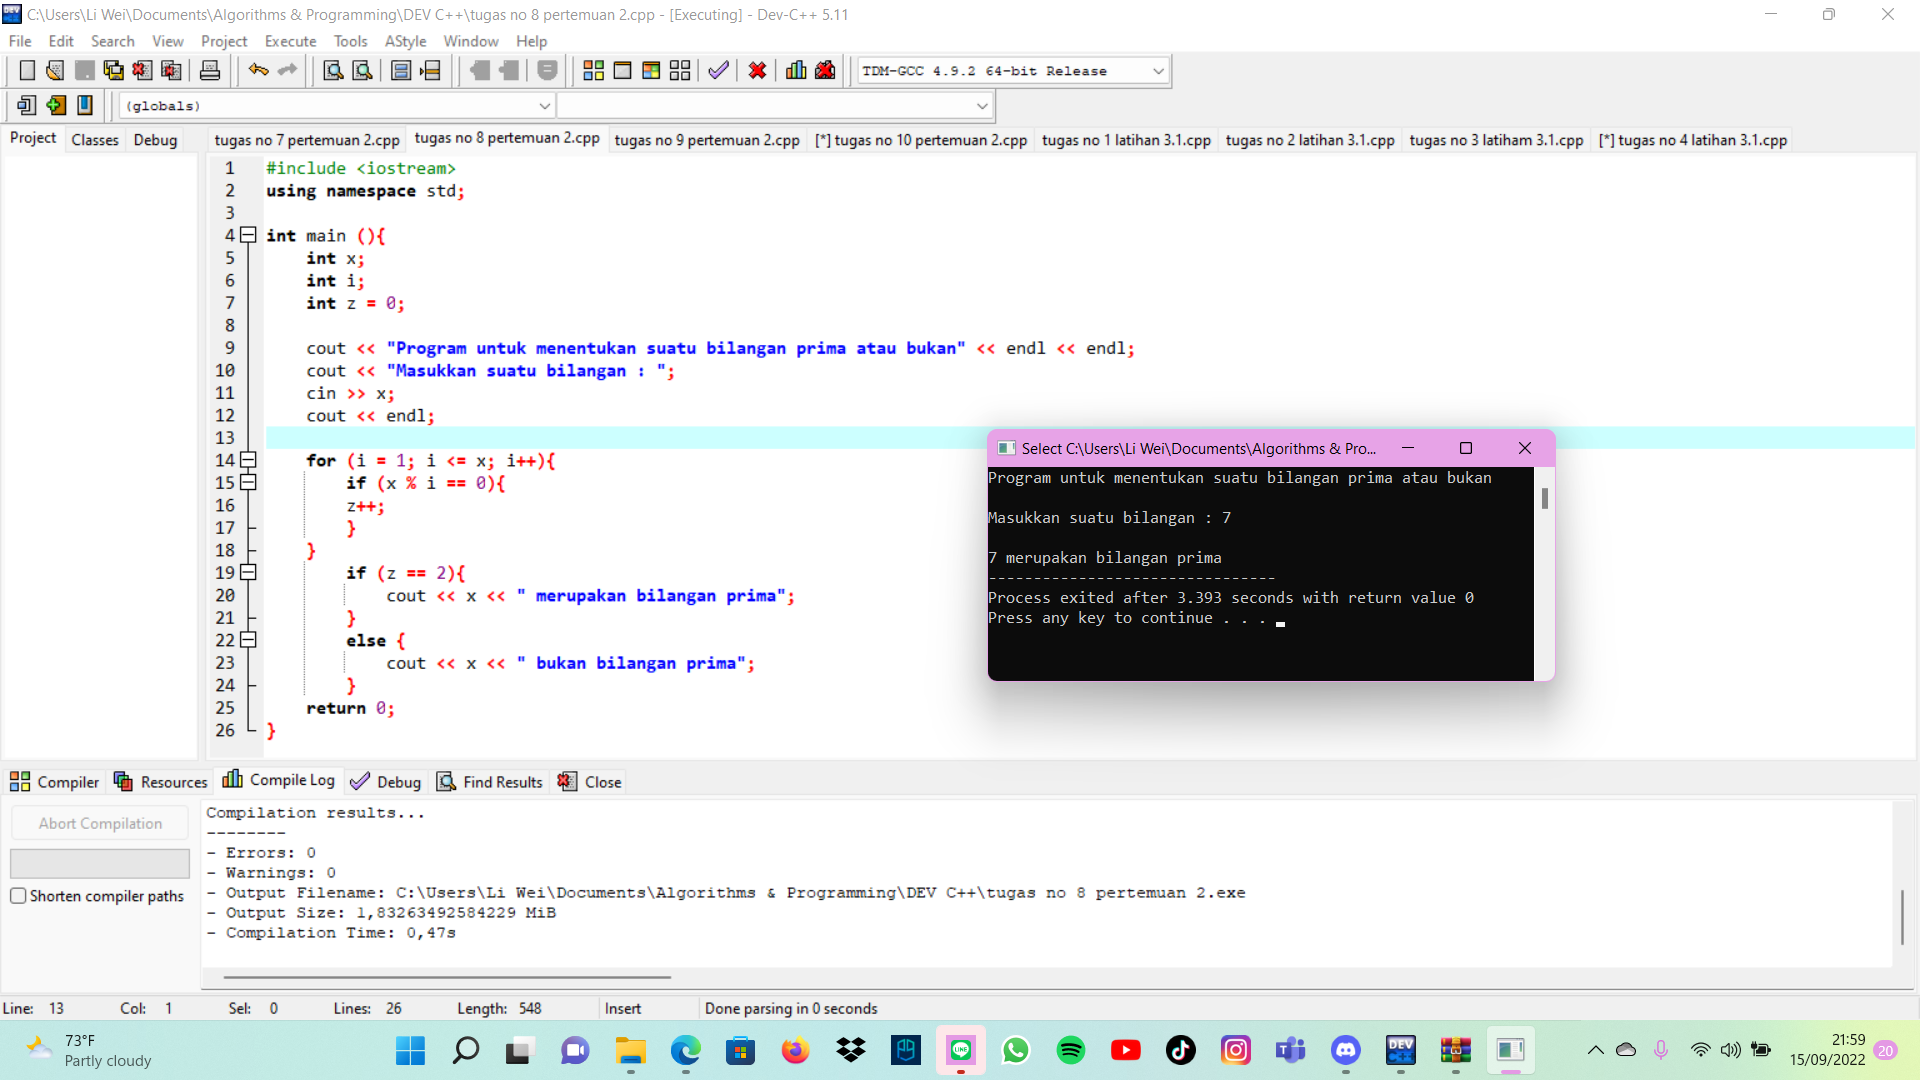 C:\Users\Li Wei\Documents\Algorithms & Programming\DEV C++\tugas no 8 pertemuan 2.cpp - [Executing] - Dev-C++ 5.11
File Edit Search View Project Execute Tools AStyle Window Help
TDM-GCC 4.9.2 64-bit Release
(globals)
Project Classes Debug
tugas no 7 pertemuan 2.cpp tugas no 8 pertemuan 2.cpp tugas no 9 pertemuan 2.cpp [*] tugas no 10 pertemuan 2.cpp tugas no 1 latihan 3.1.cpp tugas no 2 latihan 3.1.cpp tugas no 3 latiham 3.1.cpp [*] tugas no 4 latihan 3.1.cpp
1 #include <iostream>
2 using namespace std;
3
4 int main (){
5 int x;
6 int i;
7 int z = 0;
8
9 cout << "Program untuk menentukan suatu bilangan prima atau bukan" << endl << endl;
10 cout << "Masukkan suatu bilangan : ";
11 cin >> x;
12 cout << endl;
13
14 for (i = 1; i <= x; i++){
15 if (x % i == 0){
16 z++;
17 }
18 }
19 if (z == 2){
20 cout << x << " merupakan bilangan prima";
21 }
22 else {
23 cout << x << " bukan bilangan prima";
24 }
25 return 0;
26 }
Select C:\Users\Li Wei\Documents\Algorithms & Pro...
Program untuk menentukan suatu bilangan prima atau bukan
Masukkan suatu bilangan : 7
7 merupakan bilangan prima
--------------------------------
Process exited after 3.393 seconds with return value 0
Press any key to continue . . .
Compiler Resources Compile Log Debug Find Results Close
Abort Compilation
Shorten compiler paths
Compilation results...
--------
- Errors: 0
- Warnings: 0
- Output Filename: C:\Users\Li Wei\Documents\Algorithms & Programming\DEV C++\tugas no 8 pertemuan 2.exe
- Output Size: 1,83263492584229 MiB
- Compilation Time: 0,47s
Line: 13 Col: 1 Sel: 0 Lines: 26 Length: 548 Insert Done parsing in 0 seconds
73°F
Partly cloudy
LINE
DEV C++
21:59
15/09/2022
20